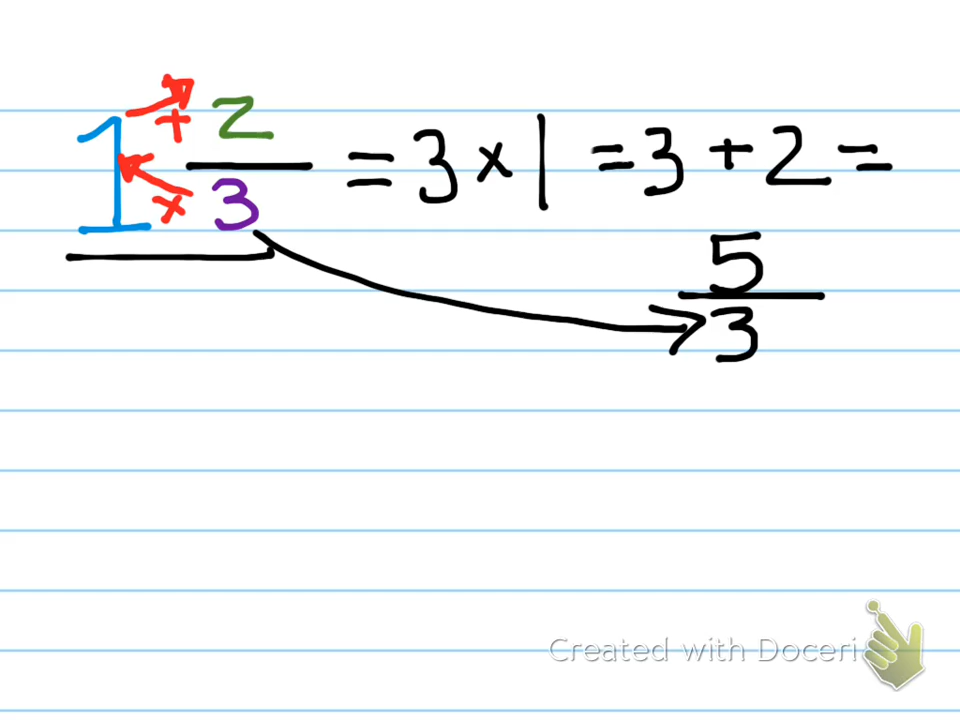 1 + 2
× 3 = 3 × 1 = 3 + 2 =
5
3
Created with Doceri